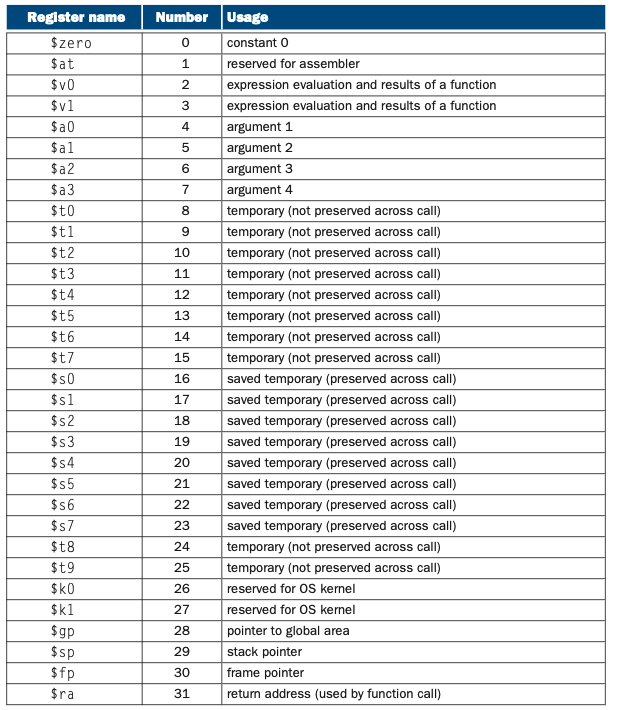 Register name Number Usage
$zero 0 constant 0
$at 1 reserved for assembler
$v0 2 expression evaluation and results of a function
$v1 3 expression evaluation and results of a function
$a0 4 argument 1
$a1 5 argument 2
$a2 6 argument 3
$a3 7 argument 4
$t0 8 temporary (not preserved across call)
$t1 9 temporary (not preserved across call)
$t2 10 temporary (not preserved across call)
$t3 11 temporary (not preserved across call)
$t4 12 temporary (not preserved across call)
$t5 13 temporary (not preserved across call)
$t6 14 temporary (not preserved across call)
$t7 15 temporary (not preserved across call)
$s0 16 saved temporary (preserved across call)
$s1 17 saved temporary (preserved across call)
$s2 18 saved temporary (preserved across call)
$s3 19 saved temporary (preserved across call)
$s4 20 saved temporary (preserved across call)
$s5 21 saved temporary (preserved across call)
$s6 22 saved temporary (preserved across call)
$s7 23 saved temporary (preserved across call)
$t8 24 temporary (not preserved across call)
$t9 25 temporary (not preserved across call)
$k0 26 reserved for OS kernel
$k1 27 reserved for OS kernel
$gp 28 pointer to global area
$sp 29 stack pointer
$fp 30 frame pointer
$ra 31 return address (used by function call)